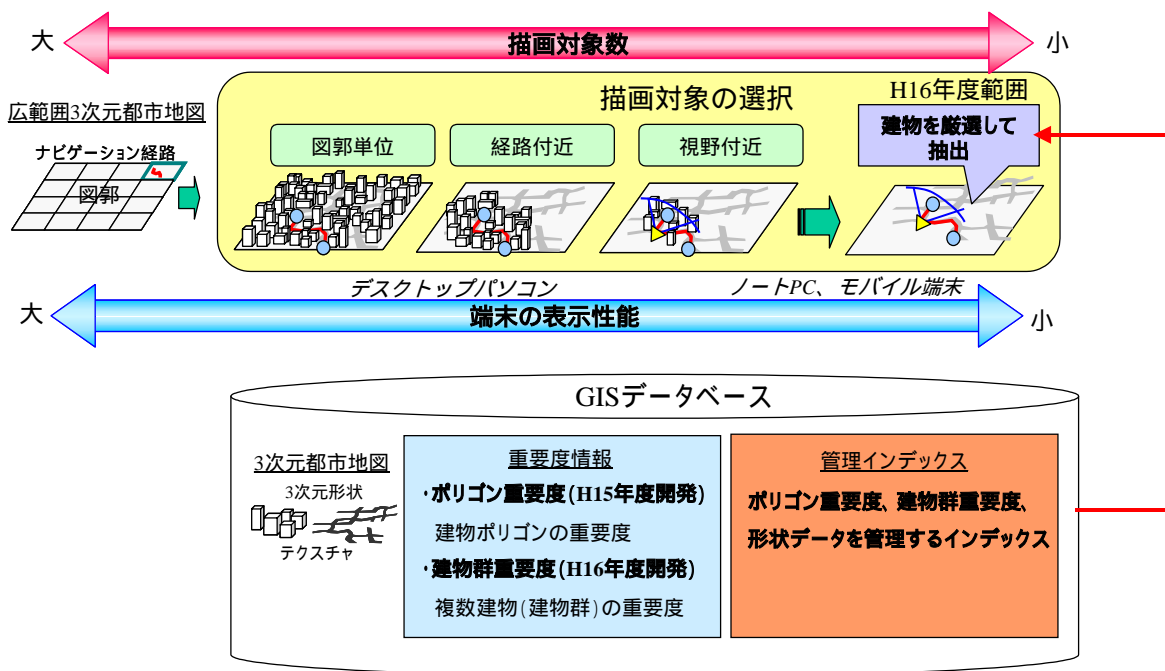 大
描画対象数
小
広範囲3次元都市地図
ナビゲーション経路
図郭
描画対象の選択
H16年度範囲
建物を厳選して
抽出
図郭単位
経路付近
視野付近
デスクトップパソコン
ノートPC、モバイル端末
大
端末の表示性能
小
GISデータベース
3次元都市地図
3次元形状
テクスチャ
重要度情報
・ポリゴン重要度(H15年度開発)
建物ポリゴンの重要度
・建物群重要度(H16年度開発)
複数建物(建物群)の重要度
管理インデックス
ポリゴン重要度、建物群重要度、
形状データを管理するインデックス